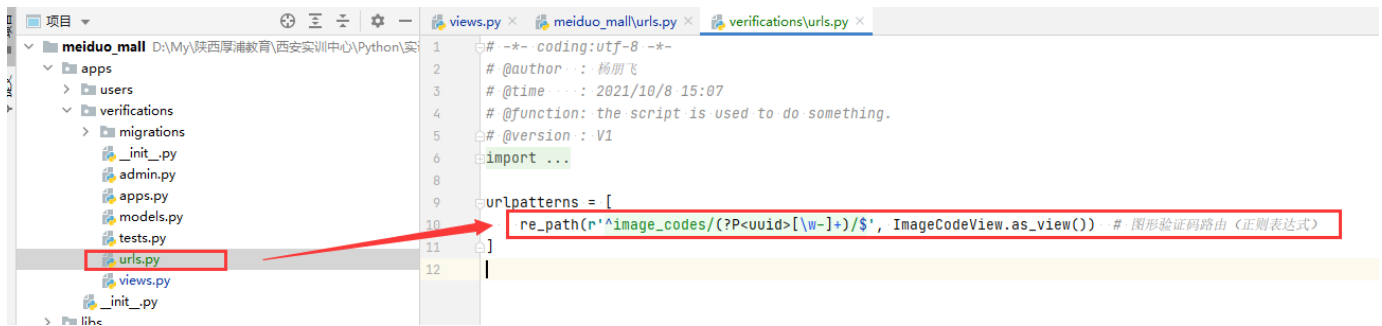 项目
views.py
meiduo_mall\urls.py
verifications\urls.py
meiduo_mall D:\My\陕西厚浦教育\西安实训中心\Python\实
apps
users
verifications
migrations
__init__.py
admin.py
apps.py
models.py
tests.py
urls.py
views.py
__init__.py
libs
1 # -*- coding:utf-8 -*-
2 # @author : 杨朋飞
3 # @time : 2021/10/8 15:07
4 # @function: the script is used to do something.
5 # @version : V1
6 import ...
8
9 urlpatterns = [
10 re_path(r'^image_codes/(?P<uuid>[\w-]+)/$', ImageCodeView.as_view()) # 图形验证码路由（正则表达式）
11 ]
12